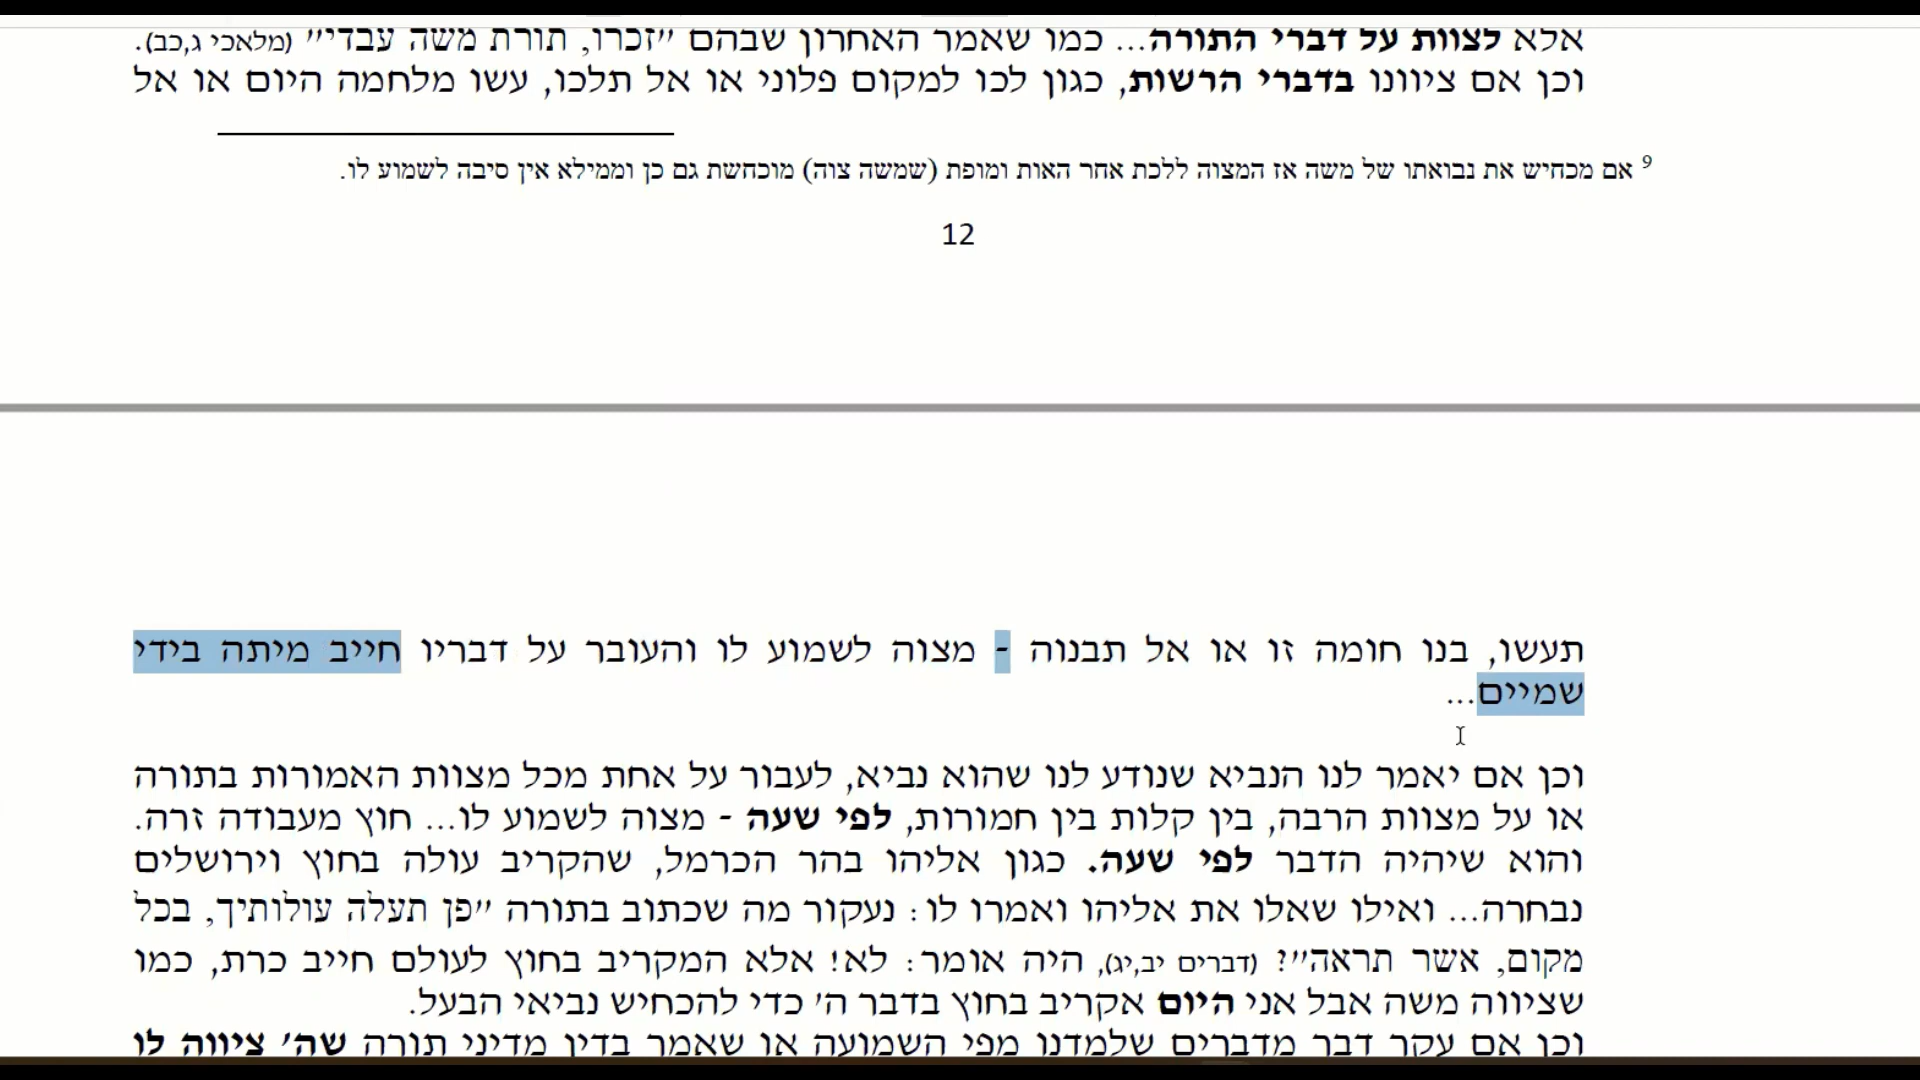 אלא לצוות על דברי התורה... כמו שאמר האחרון שבהם "זכרו, תורת משה עבדי" (מלאכי ג,כב).
וכן אם ציוונו בדברי הרשות, כגון לכו למקום פלוני או אל תלכו, עשו מלחמה היום או אל
9 אם מכחיש את נבואתו של משה אז המצוה ללכת אחר האות ומופת (שמשה צוה) מוכחשת גם כן וממילא אין סיבה לשמוע לו.
12
תעשו, בנו חומה זו או אל תבנוה - מצוה לשמוע לו והעובר על דבריו חייב מיתה בידי
שמיים...
וכן אם יאמר לנו הנביא שנודע לנו שהוא נביא, לעבור על אחת מכל מצוות האמורות בתורה
או על מצוות הרבה, בין קלות בין חמורות, לפי שעה - מצוה לשמוע לו... חוץ מעבודה זרה.
והוא שיהיה הדבר לפי שעה. כגון אליהו בהר הכרמל, שהקריב עולה בחוץ וירושלים
נבחרה... ואילו שאלו את אליהו ואמרו לו: נעקור מה שכתוב בתורה "פן תעלה עולותיך, בכל
מקום, אשר תראה"? (דברים יב,יג), היה אומר: לא! אלא המקריב בחוץ לעולם חייב כרת, כמו
שציווה משה אבל אני היום אקריב בחוץ בדבר ה' כדי להכחיש נביאי הבעל.
וכן אם עקר דבר מדברים שלמדנו מפי השמועה או שאמר בדין מדיני תורה שה' ציווה לו